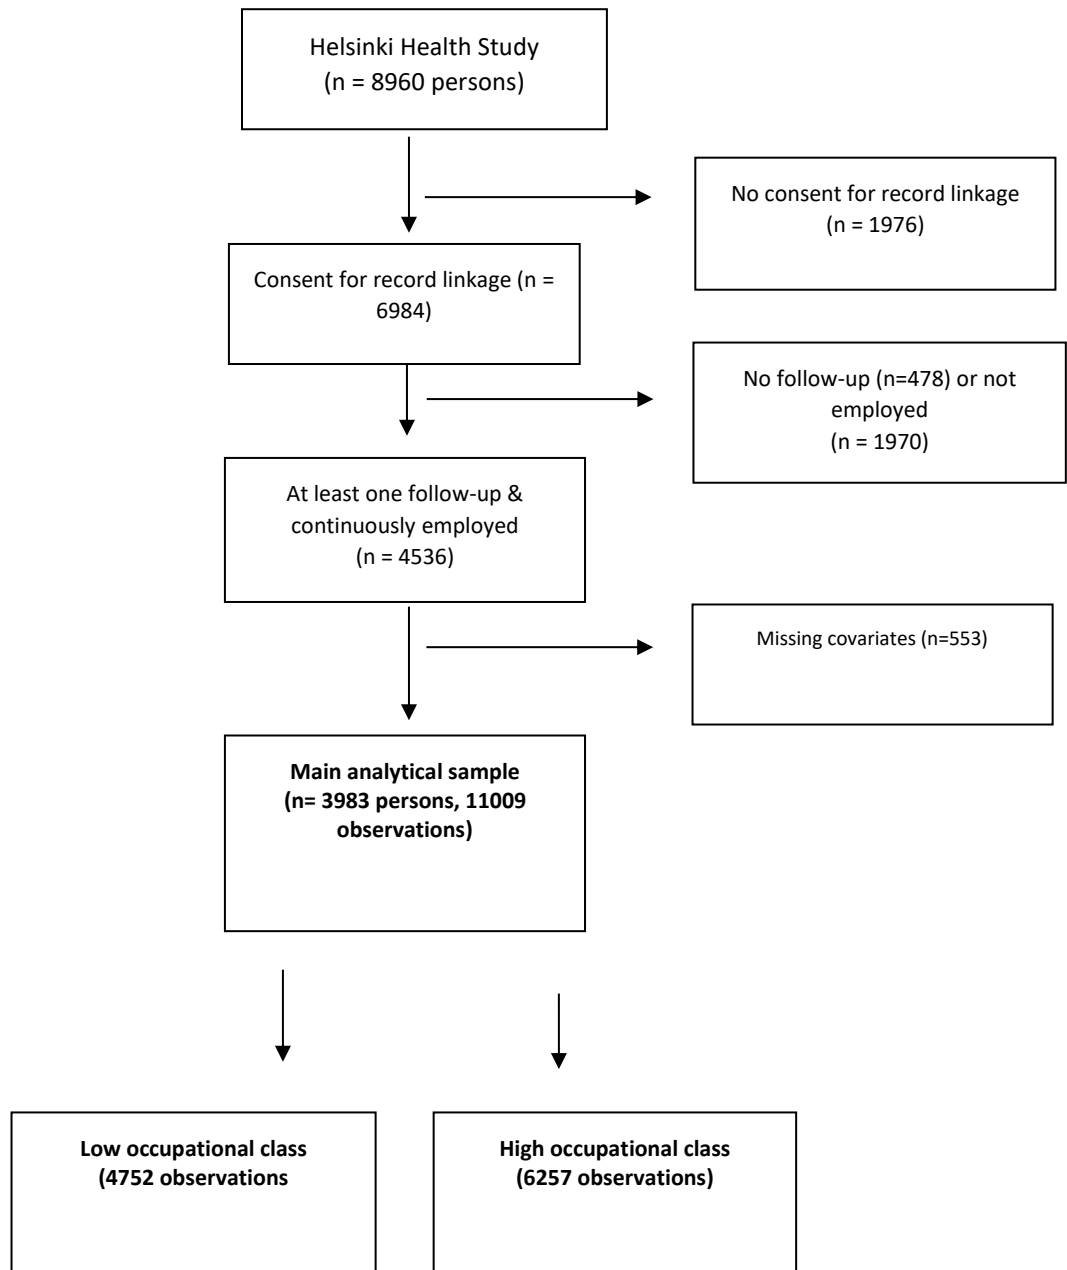 Helsinki Health Study
(n = 8960 persons)
No consent for record linkage
(n = 1976)
Consent for record linkage (n =
6984)
No follow-up (n=478) or not
employed
(n = 1970)
At least one follow-up &
continuously employed
(n = 4536)
Missing covariates (n=553)
Main analytical sample
(n= 3983 persons, 11009
observations)
Low occupational class
(4752 observations
High occupational class
(6257 observations)